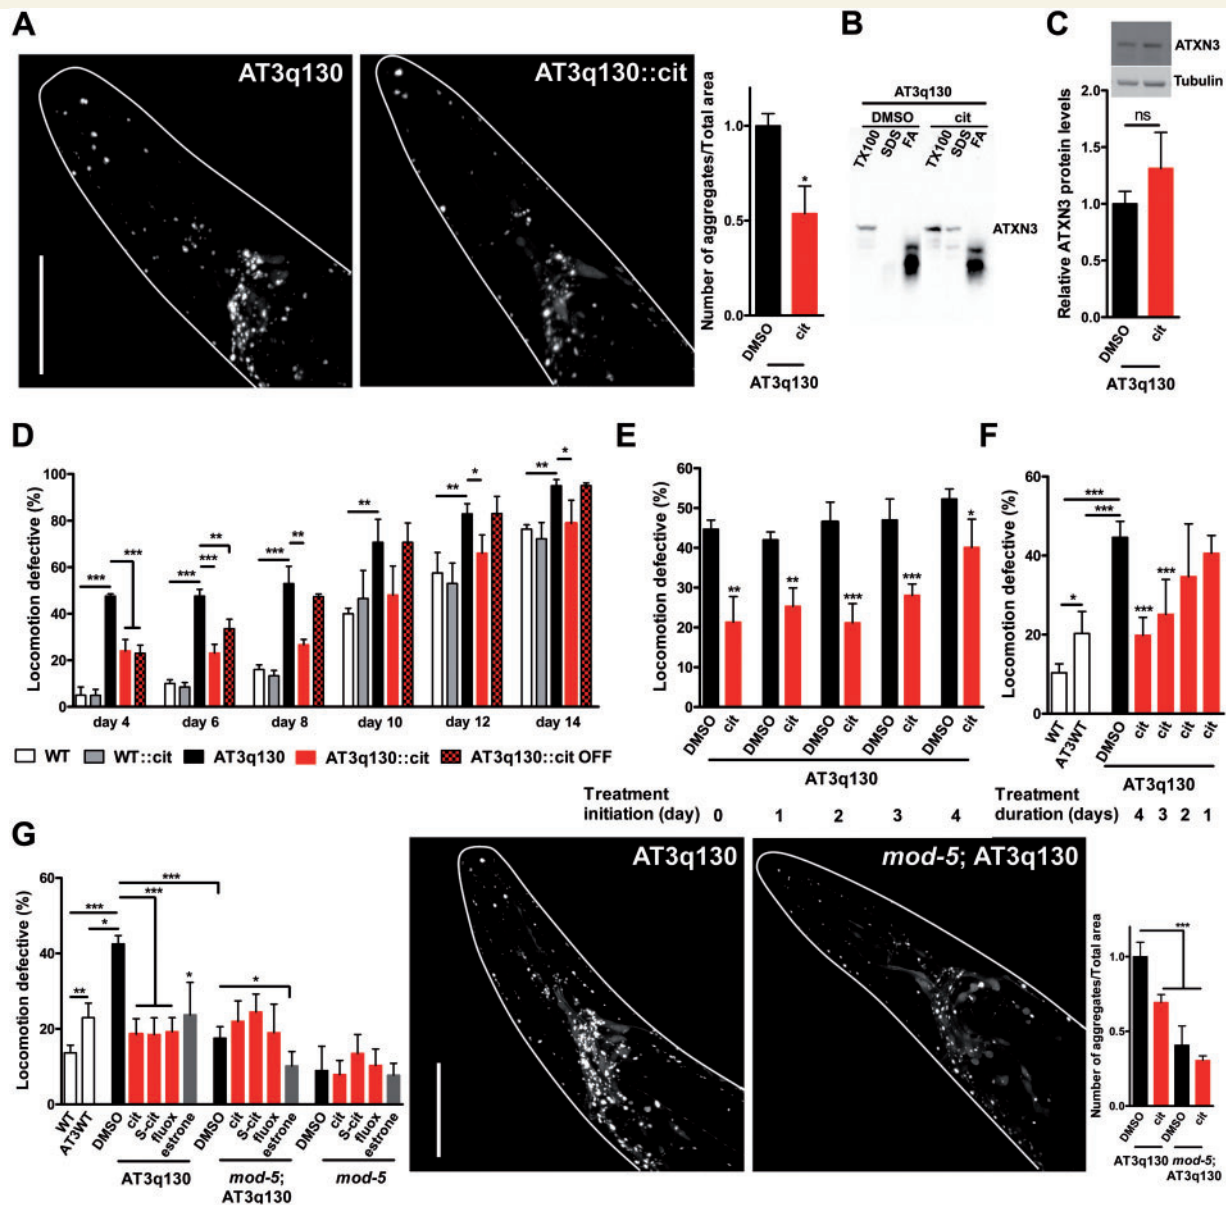 A
AT3q130
AT3q130::cit
Number of aggregates/Total area
1.0
0.5
0.0
*
DMSO
cit
AT3q130
B
AT3q130
DMSO
cit
TX100
SDS
FA
TX100
SDS
FA
ATXN3
C
ATXN3
Tubulin
Relative ATXN3 protein levels
2.0
1.5
1.0
0.5
0.0
ns
DMSO
cit
AT3q130
D
Locomotion defective (%)
100
80
60
40
20
0
*** ***
*** *** **
*** **
**
** *
** *
day 4 day 6 day 8 day 10 day 12 day 14
WT WT::cit AT3q130 AT3q130::cit AT3q130::cit OFF
E
Locomotion defective (%)
60
50
40
30
20
10
0
** ** *** *** *
DMSO cit DMSO cit DMSO cit DMSO cit DMSO cit
AT3q130
Treatment
initiation (day) 0 1 2 3 4
F
Locomotion defective (%)
60
40
20
0
***
***
*
*** ***
WT AT3WT DMSO cit cit cit cit
AT3q130
Treatment
duration (days) 4 3 2 1
G
Locomotion defective (%)
60
40
20
0
***
*** ***
*
** * *
WT AT3WT DMSO cit S-cit fluox estrone DMSO cit S-cit fluox estrone DMSO cit S-cit fluox estrone
AT3q130 mod-5; mod-5
AT3q130
AT3q130
mod-5; AT3q130
Number of aggregates/Total area
1.0
0.5
0.0
***
DMSO cit DMSO cit
AT3q130 mod-5;
AT3q130